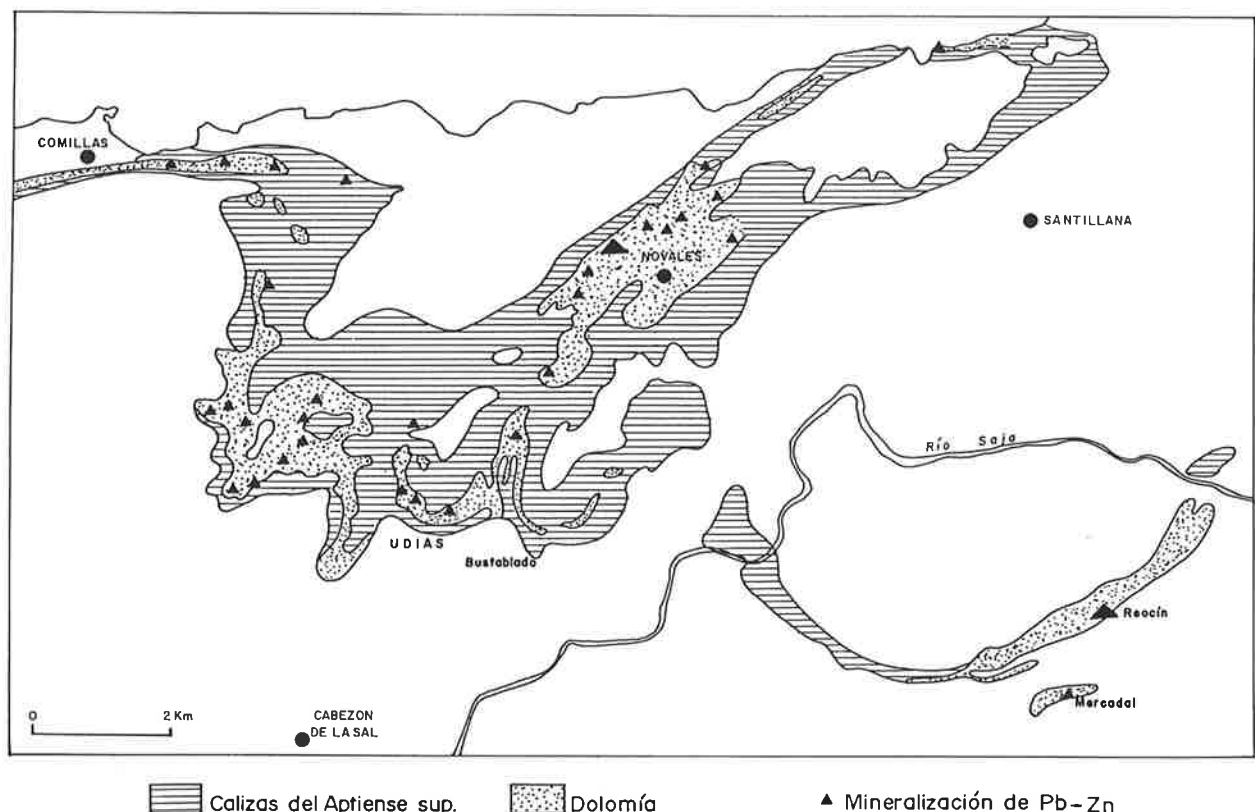 COMILLAS
SANTILLANA
NOVALES
Río Saja
UDIAS
Bustablado
Reocín
Mercadal
0 2 Km
CABEZON
DE LA SAL
Calizas del Aptiense sup. Dolomía Mineralización de Pb-Zn